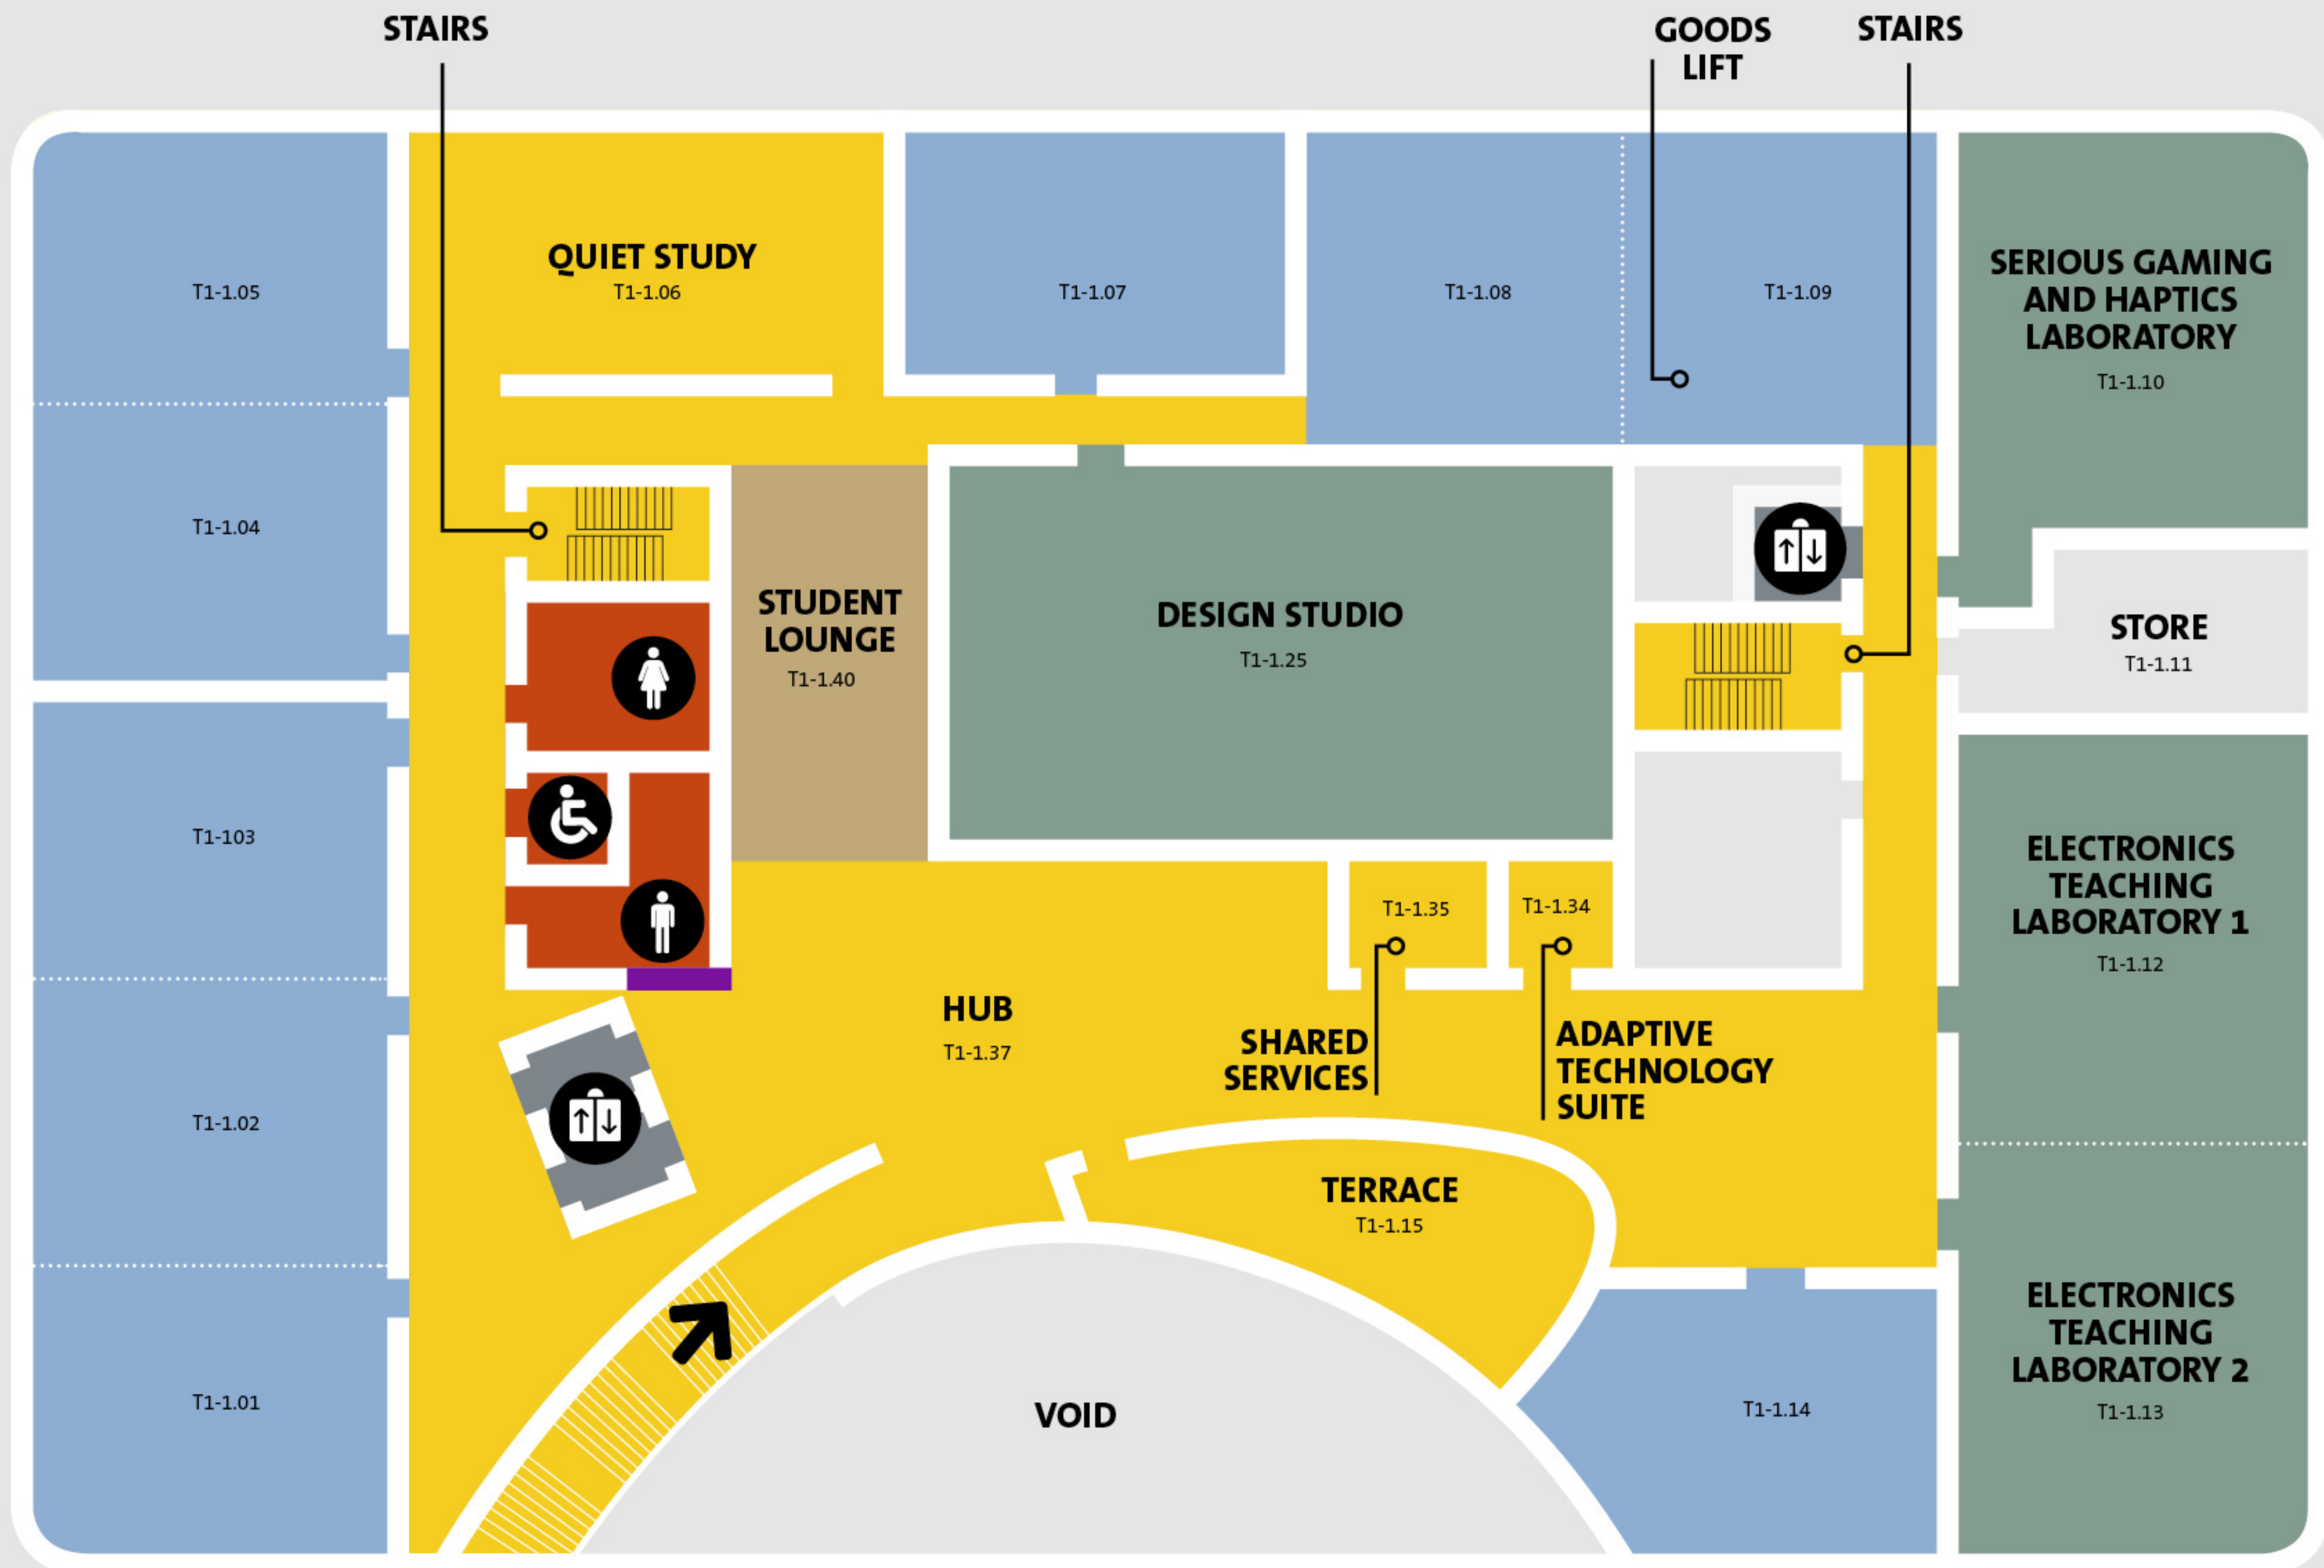 STAIRS
GOODS
LIFT
STAIRS
T1-1.05
QUIET STUDY
T1-1.06
T1-1.07
T1-1.08
T1-1.09
SERIOUS GAMING
AND HAPTICS
LABORATORY
T1-1.10
T1-1.04
STUDENT
LOUNGE
T1-1.40
DESIGN STUDIO
T1-1.25
STORE
T1-1.11
T1-103
ELECTRONICS
TEACHING
LABORATORY 1
T1-1.12
T1-1.35
T1-1.34
HUB
T1-1.37
SHARED
SERVICES
ADAPTIVE
TECHNOLOGY
SUITE
T1-1.02
TERRACE
T1-1.15
ELECTRONICS
TEACHING
LABORATORY 2
T1-1.13
T1-1.01
VOID
T1-1.14